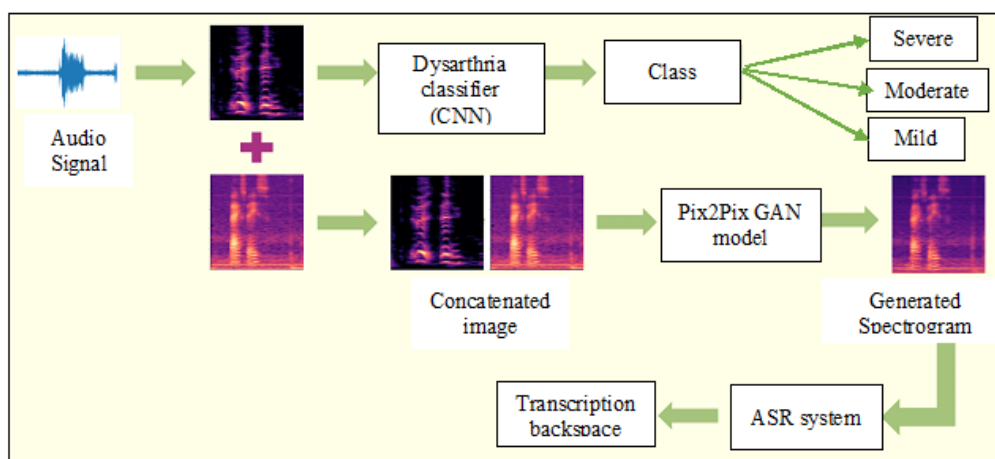 Audio
Signal
Dysarthria
classifier
(CNN)
Class
Severe
Moderate
Mild
Concatenated
image
Pix2Pix GAN
model
Generated
Spectrogram
ASR system
Transcription
backspace